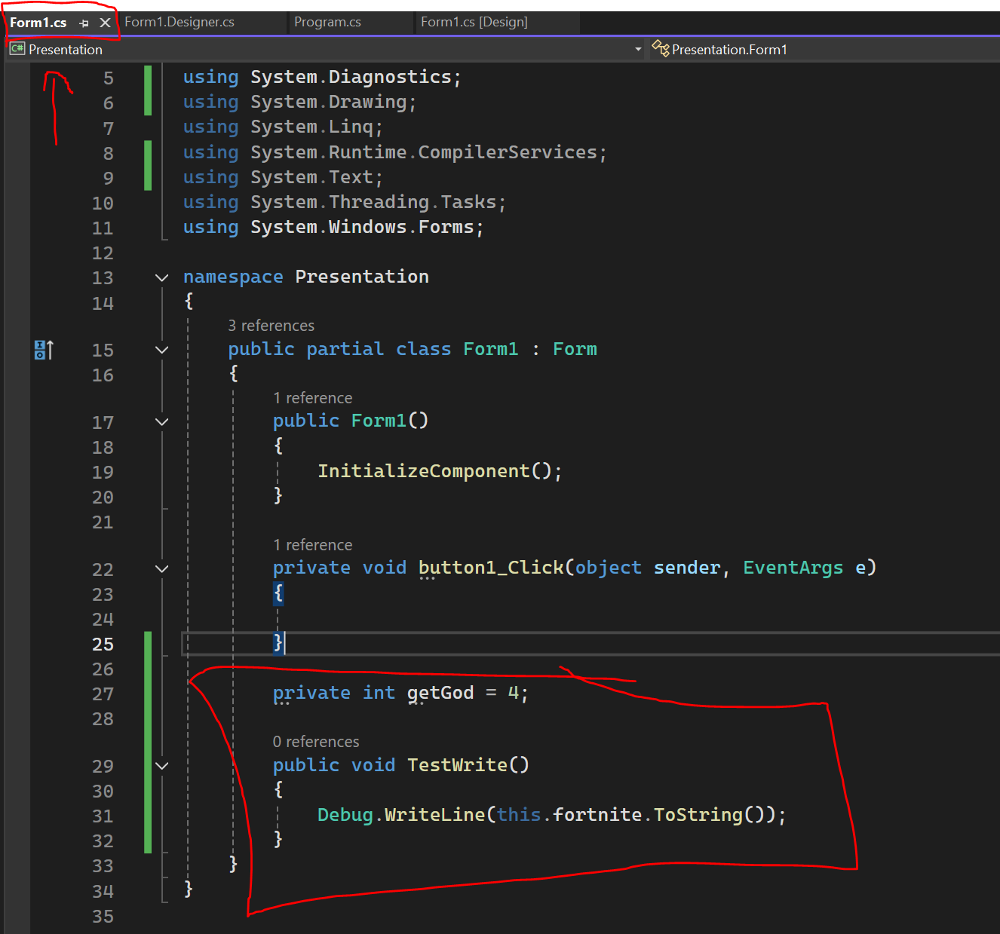 Form1.cs Form1.Designer.cs Program.cs Form1.cs [Design]
C# Presentation Presentation.Form1
5 using System.Diagnostics;
6 using System.Drawing;
7 using System.Linq;
8 using System.Runtime.CompilerServices;
9 using System.Text;
10 using System.Threading.Tasks;
11 using System.Windows.Forms;
12
13 namespace Presentation
14 {
3 references
15 public partial class Form1 : Form
16 {
1 reference
17 public Form1()
18 {
19 InitializeComponent();
20 }
21
1 reference
22 private void button1_Click(object sender, EventArgs e)
23 {
24
25 }
26
27 private int getGod = 4;
28
0 references
29 public void TestWrite()
30 {
31 Debug.WriteLine(this.fortnite.ToString());
32 }
33 }
34 }
35